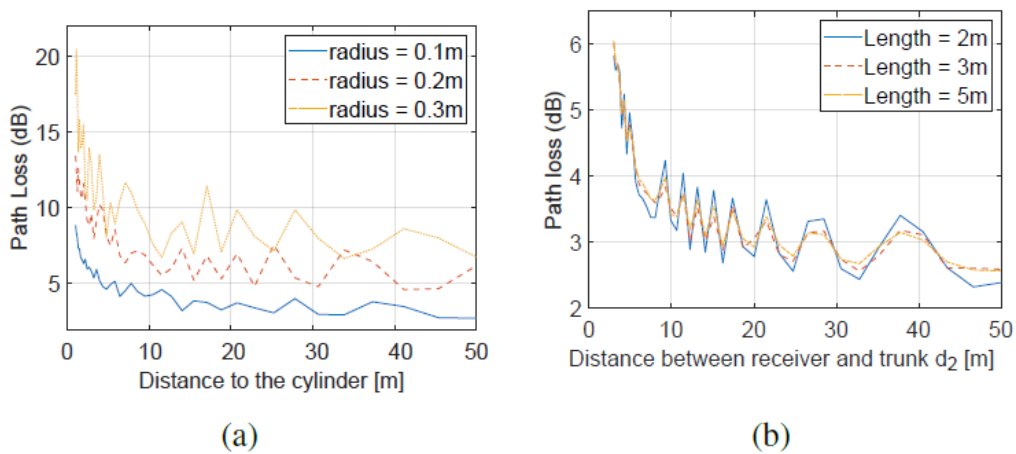 radius = 0.1m
radius = 0.2m
radius = 0.3m
Path Loss (dB)
20
15
10
5
0 10 20 30 40 50
Distance to the cylinder [m]
(a)
Length = 2m
Length = 3m
Length = 5m
Path loss (dB)
6
5
4
3
2
0 10 20 30 40 50
Distance between receiver and trunk d2 [m]
(b)